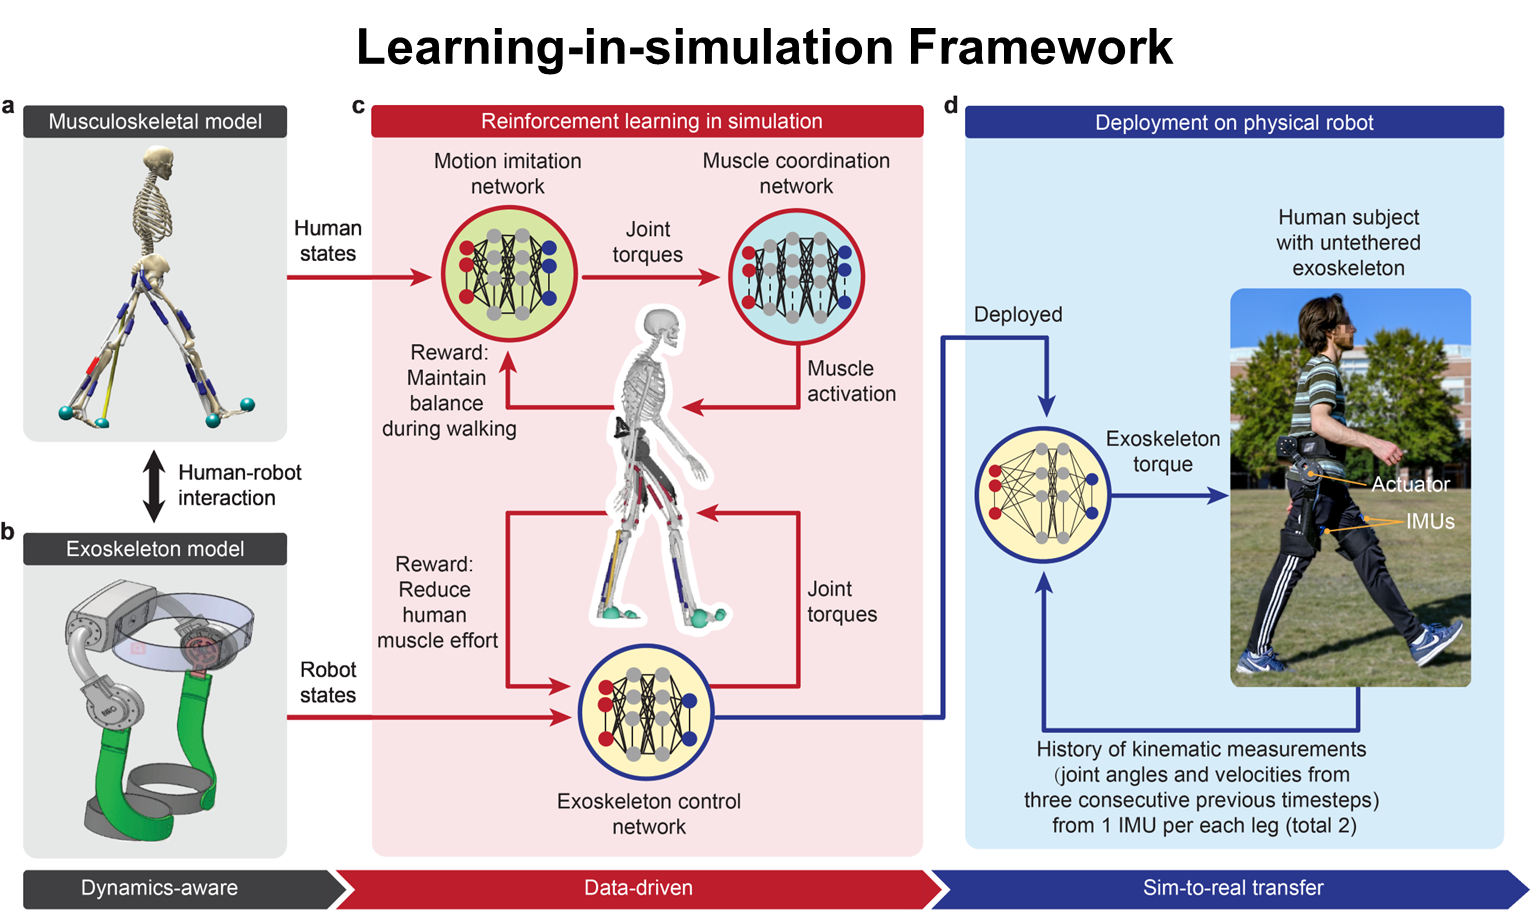 Learning-in-simulation Framework
a
Musculoskeletal model
Human-robot
interaction
b
Exoskeleton model
Human
states
Robot
states
c
Reinforcement learning in simulation
Motion imitation
network
Joint
torques
Muscle coordination
network
Reward:
Maintain
balance
during walking
Muscle
activation
Reward:
Reduce
human
muscle effort
Joint
torques
Exoskeleton control
network
d
Deployment on physical robot
Deployed
Exoskeleton
torque
Human subject
with untethered
exoskeleton
Actuator
IMUs
History of kinematic measurements
(joint angles and velocities from
three consecutive previous timesteps)
from 1 IMU per each leg (total 2)
Dynamics-aware
Data-driven
Sim-to-real transfer